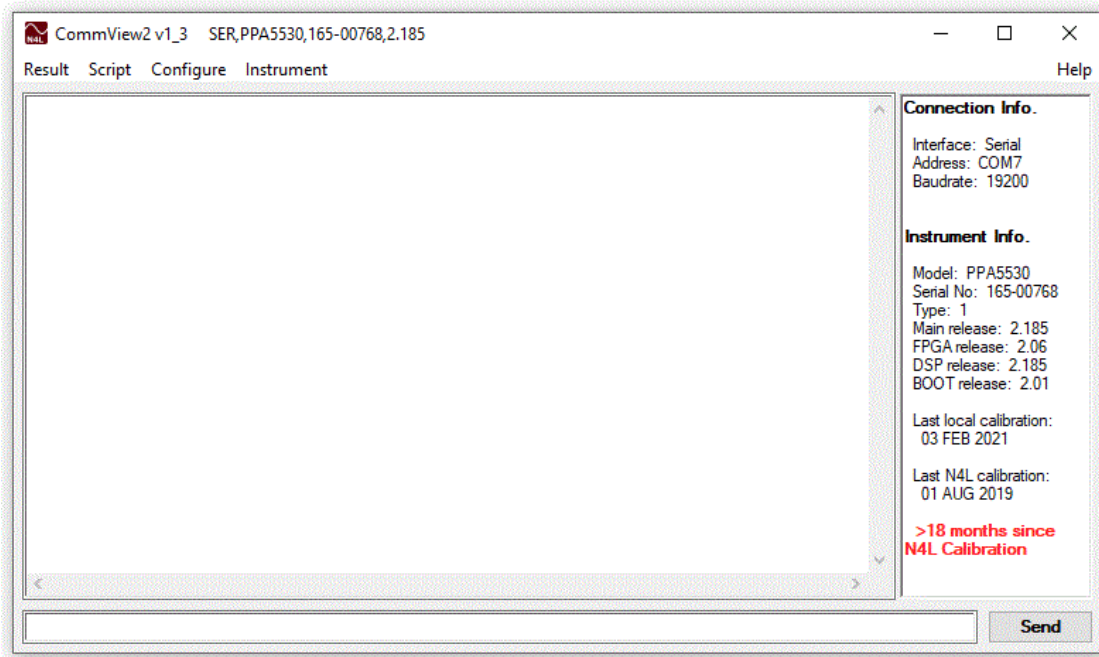 N4L CommView2 v1_3 SER,PPA5530,165-00768,2.185
Result Script Configure Instrument Help
Connection Info.
Interface: Serial
Address: COM7
Baudrate: 19200
Instrument Info.
Model: PPA5530
Serial No: 165-00768
Type: 1
Main release: 2.185
FPGA release: 2.06
DSP release: 2.185
BOOT release: 2.01
Last local calibration:
03 FEB 2021
Last N4L calibration:
01 AUG 2019
>18 months since
N4L Calibration
Send